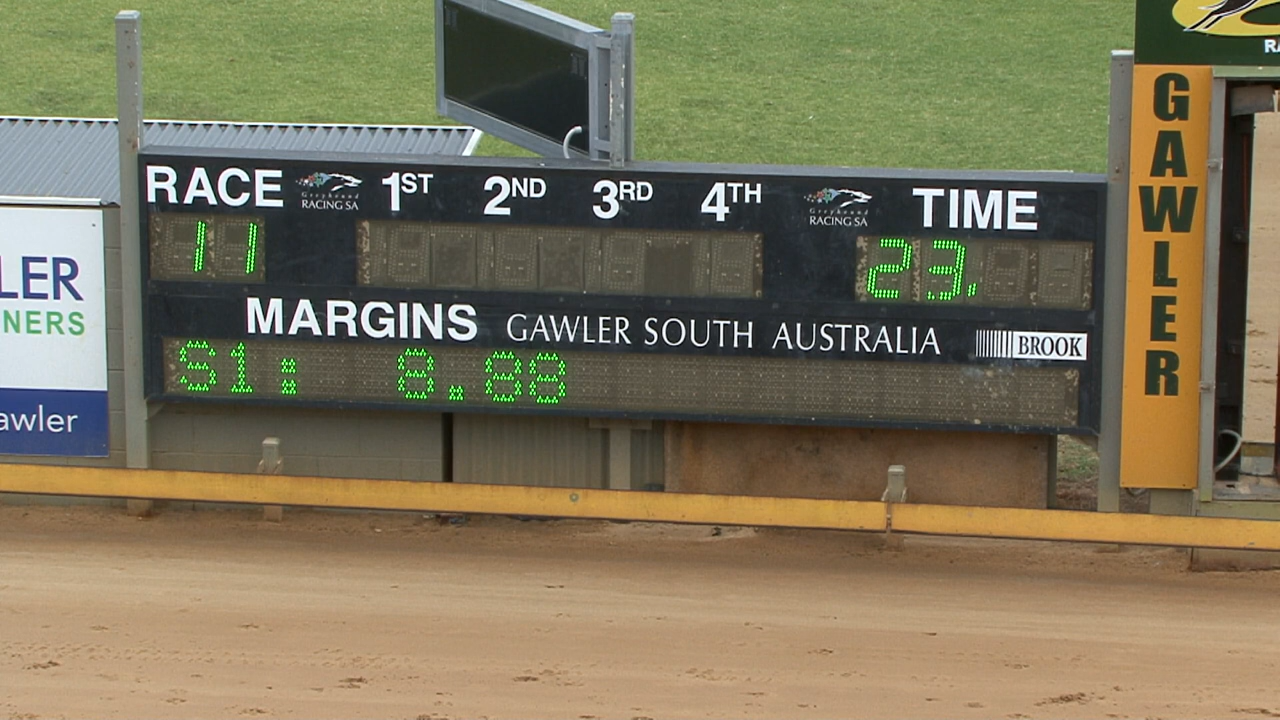 RACE Greyhound RACING SA 1ST 2ND 3RD 4TH Greyhound RACING SA TIME
11 23.
MARGINS GAWLER SOUTH AUSTRALIA BROOK
S1: 8.88
GAWLER
LER
NERS
awler